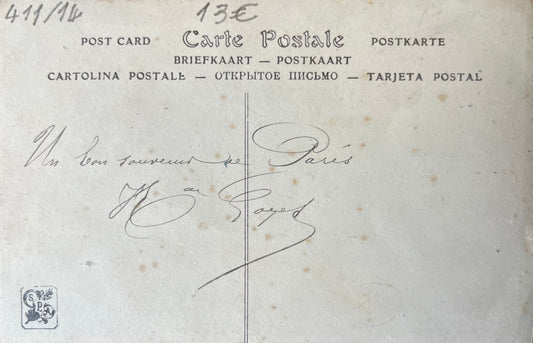 411/14 13€
POST CARD Carte Postale POSTKARTE
BRIEFKAART — POSTKAART
CARTOLINA POSTALE — ОТКРЫТОЕ ПИСЬМО — TARJETA POSTAL
Un bon souvenir de Paris
S.P.